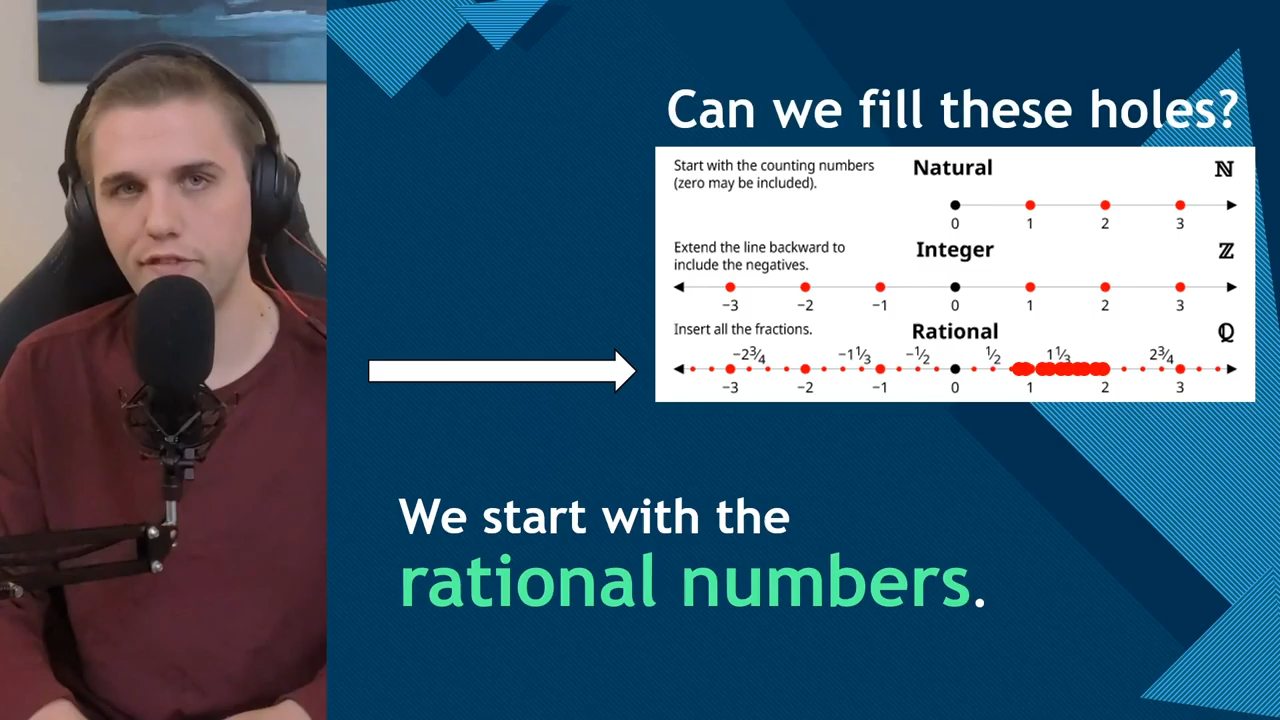 Can we fill these holes?
Start with the counting numbers
(zero may be included).
Natural
ℕ
0 1 2 3
Extend the line backward to
include the negatives.
Integer
ℤ
−3 −2 −1 0 1 2 3
Insert all the fractions.
Rational
ℚ
−2¾ −1⅓ −½ ½ 1⅓ 2¾
−3 −2 −1 0 1 2 3
We start with the
rational numbers.